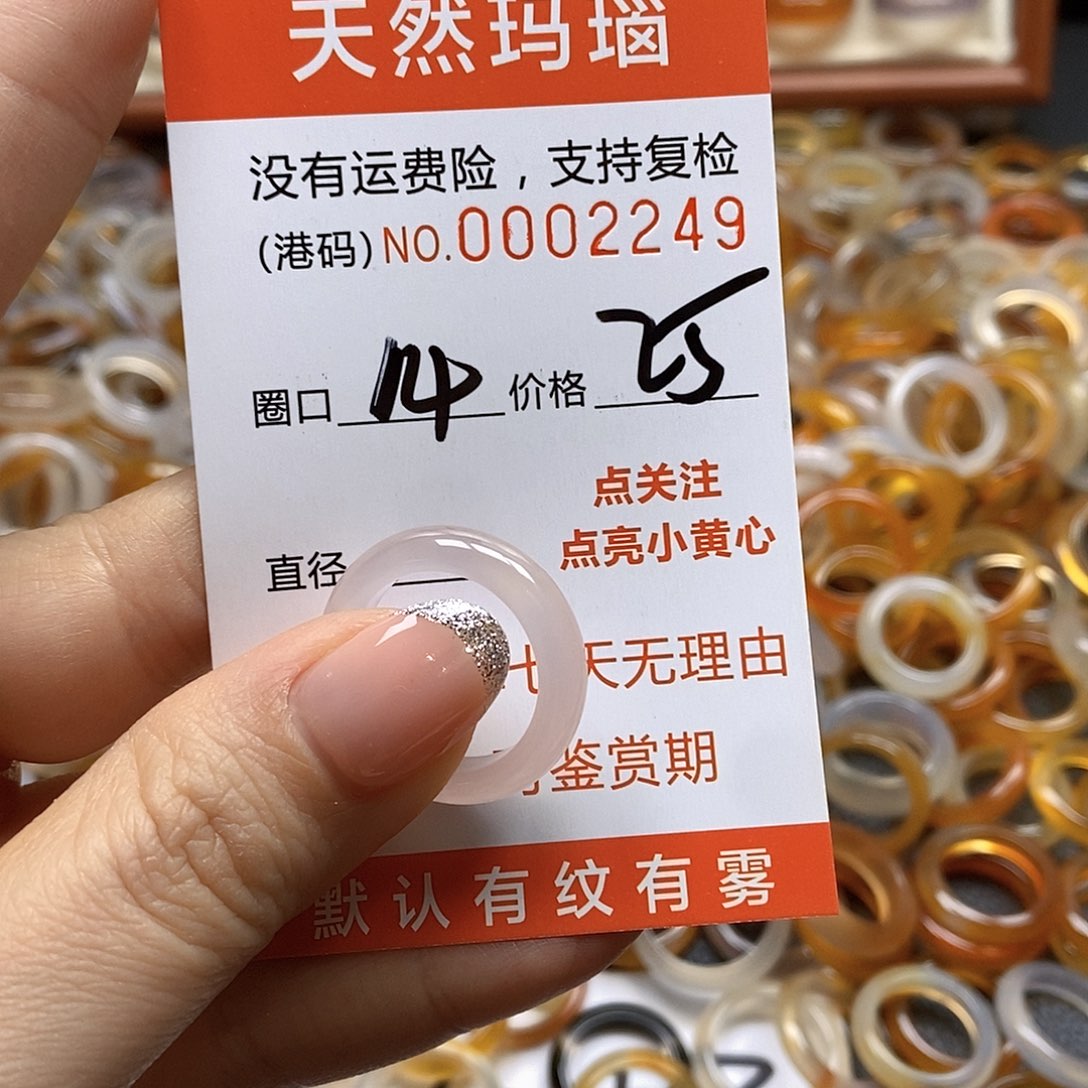 天然玛瑙
没有运费险，支持复检
(港码) NO.0002249
圈口 14 价格 25
点关注
点亮小黄心
直径
七天无理由
鉴赏期
默认有纹有雾